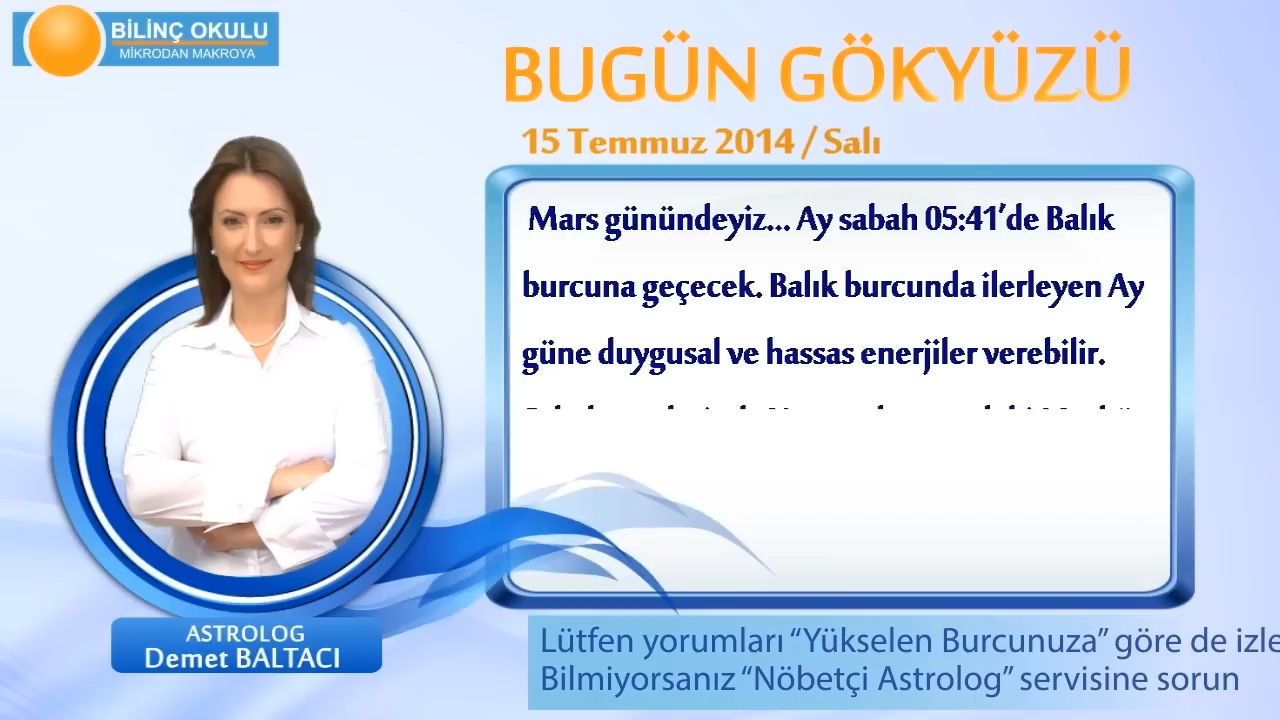 BİLİNÇ OKULU
MİKRODAN MAKROYA
BUGÜN GÖKYÜZÜ
15 Temmuz 2014 / Salı
Mars günündeyiz... Ay sabah 05:41'de Balık
burcuna geçecek. Balık burcunda ilerleyen Ay
güne duygusal ve hassas enerjiler verebilir.
ASTROLOG
Demet BALTACI
Lütfen yorumları “Yükselen Burcunuza” göre de izle
Bilmiyorsanız “Nöbetçi Astrolog” servisine sorun